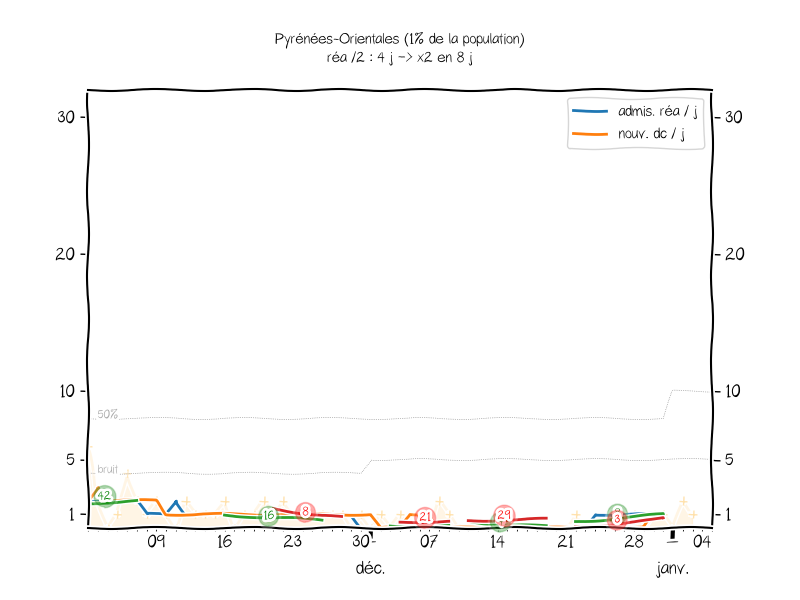 Pyrénées-Orientales (1% de la population)
réa /2 : 4 j -> x2 en 8 j
admis. réa / j
nouv. dc / j
30
30
20
20
10
10
50%
5
5
bruit
42
16
8
21
29
3
1
1
09 16 23 30 07 14 21 28 04
déc. janv.